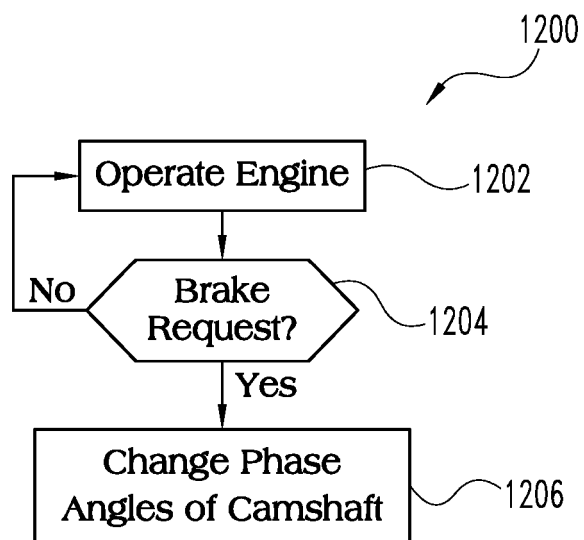 1200
Operate Engine
1202
No
Brake
Request?
1204
Yes
Change Phase
Angles of Camshaft
1206